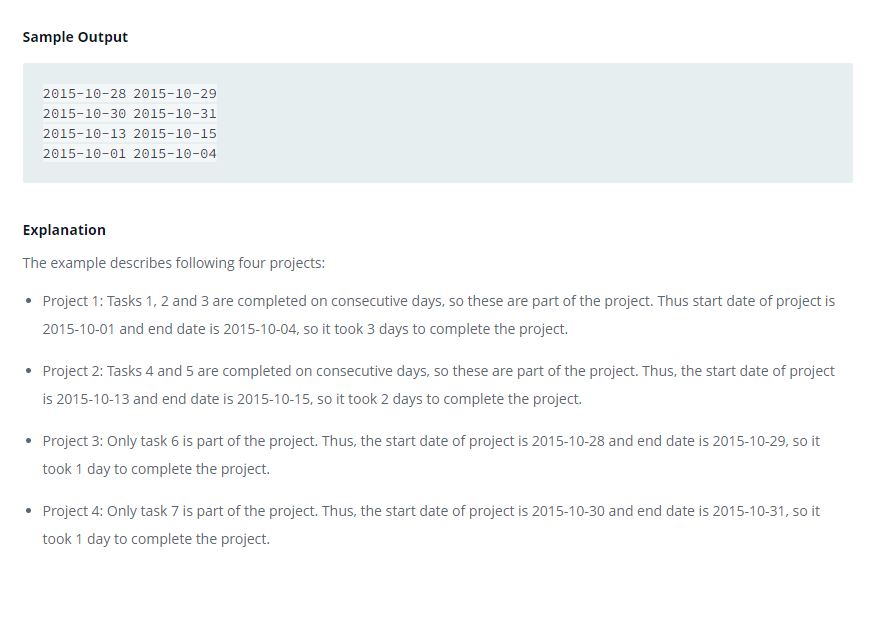 Sample Output
2015-10-28 2015-10-29
2015-10-30 2015-10-31
2015-10-13 2015-10-15
2015-10-01 2015-10-04
Explanation
The example describes following four projects:
• Project 1: Tasks 1, 2 and 3 are completed on consecutive days, so these are part of the project. Thus start date of project is
2015-10-01 and end date is 2015-10-04, so it took 3 days to complete the project.
• Project 2: Tasks 4 and 5 are completed on consecutive days, so these are part of the project. Thus, the start date of project
is 2015-10-13 and end date is 2015-10-15, so it took 2 days to complete the project.
• Project 3: Only task 6 is part of the project. Thus, the start date of project is 2015-10-28 and end date is 2015-10-29, so it
took 1 day to complete the project.
• Project 4: Only task 7 is part of the project. Thus, the start date of project is 2015-10-30 and end date is 2015-10-31, so it
took 1 day to complete the project.